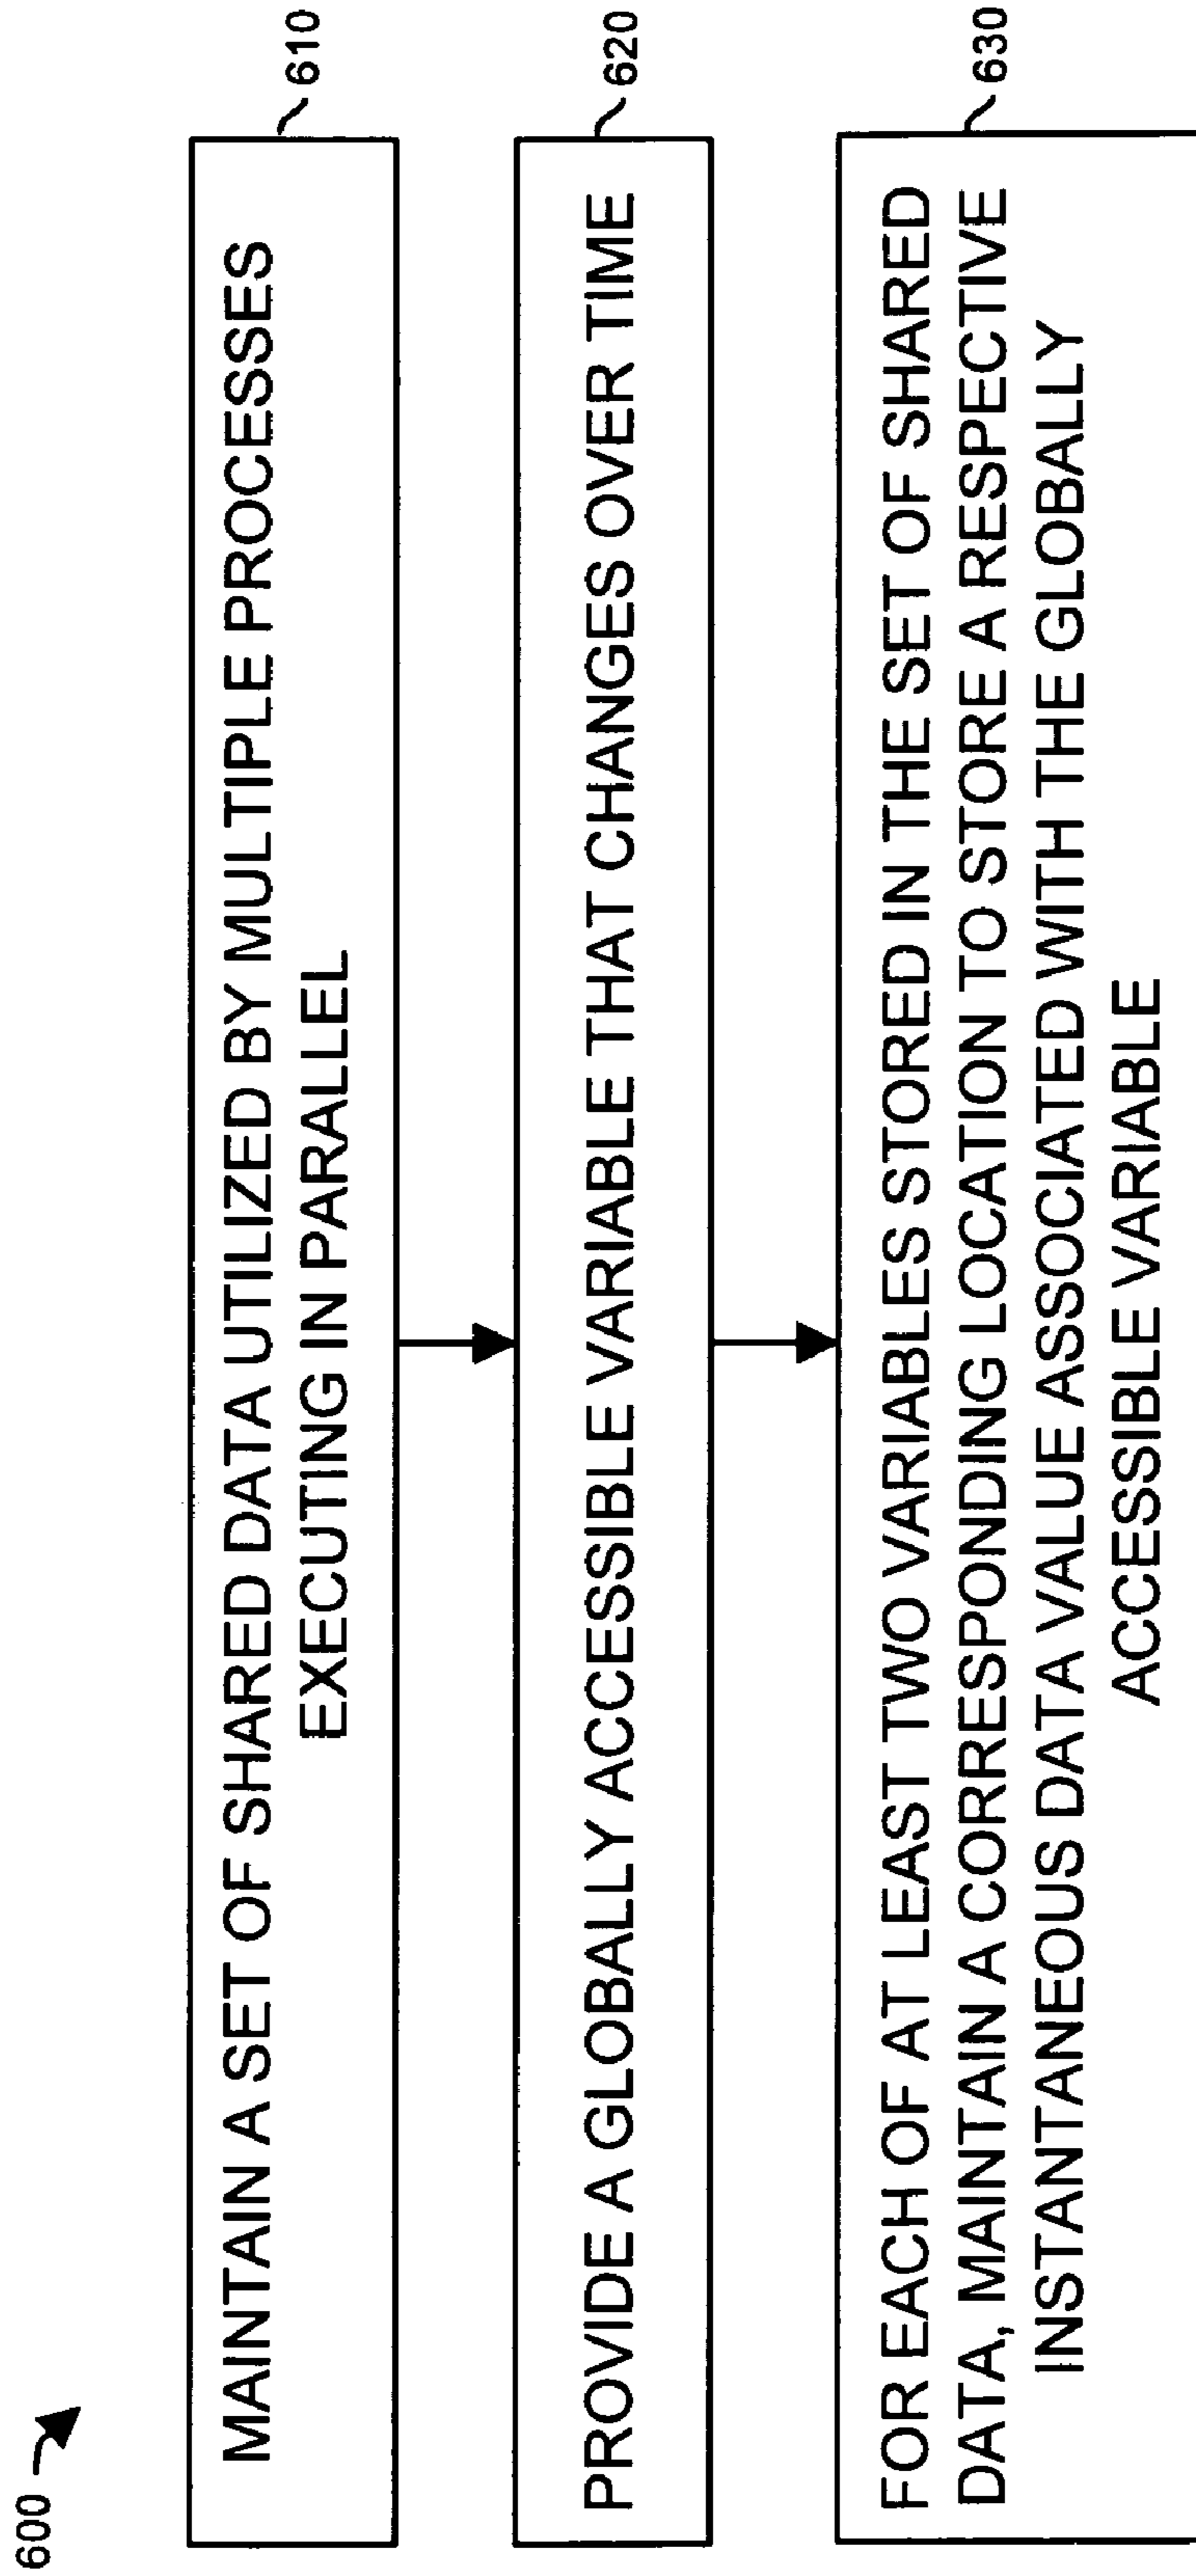 600
MAINTAIN A SET OF SHARED DATA UTILIZED BY MULTIPLE PROCESSES
EXECUTING IN PARALLEL
610
PROVIDE A GLOBALLY ACCESSIBLE VARIABLE THAT CHANGES OVER TIME
620
FOR EACH OF AT LEAST TWO VARIABLES STORED IN THE SET OF SHARED
DATA, MAINTAIN A CORRESPONDING LOCATION TO STORE A RESPECTIVE
INSTANTANEOUS DATA VALUE ASSOCIATED WITH THE GLOBALLY
ACCESSIBLE VARIABLE
630